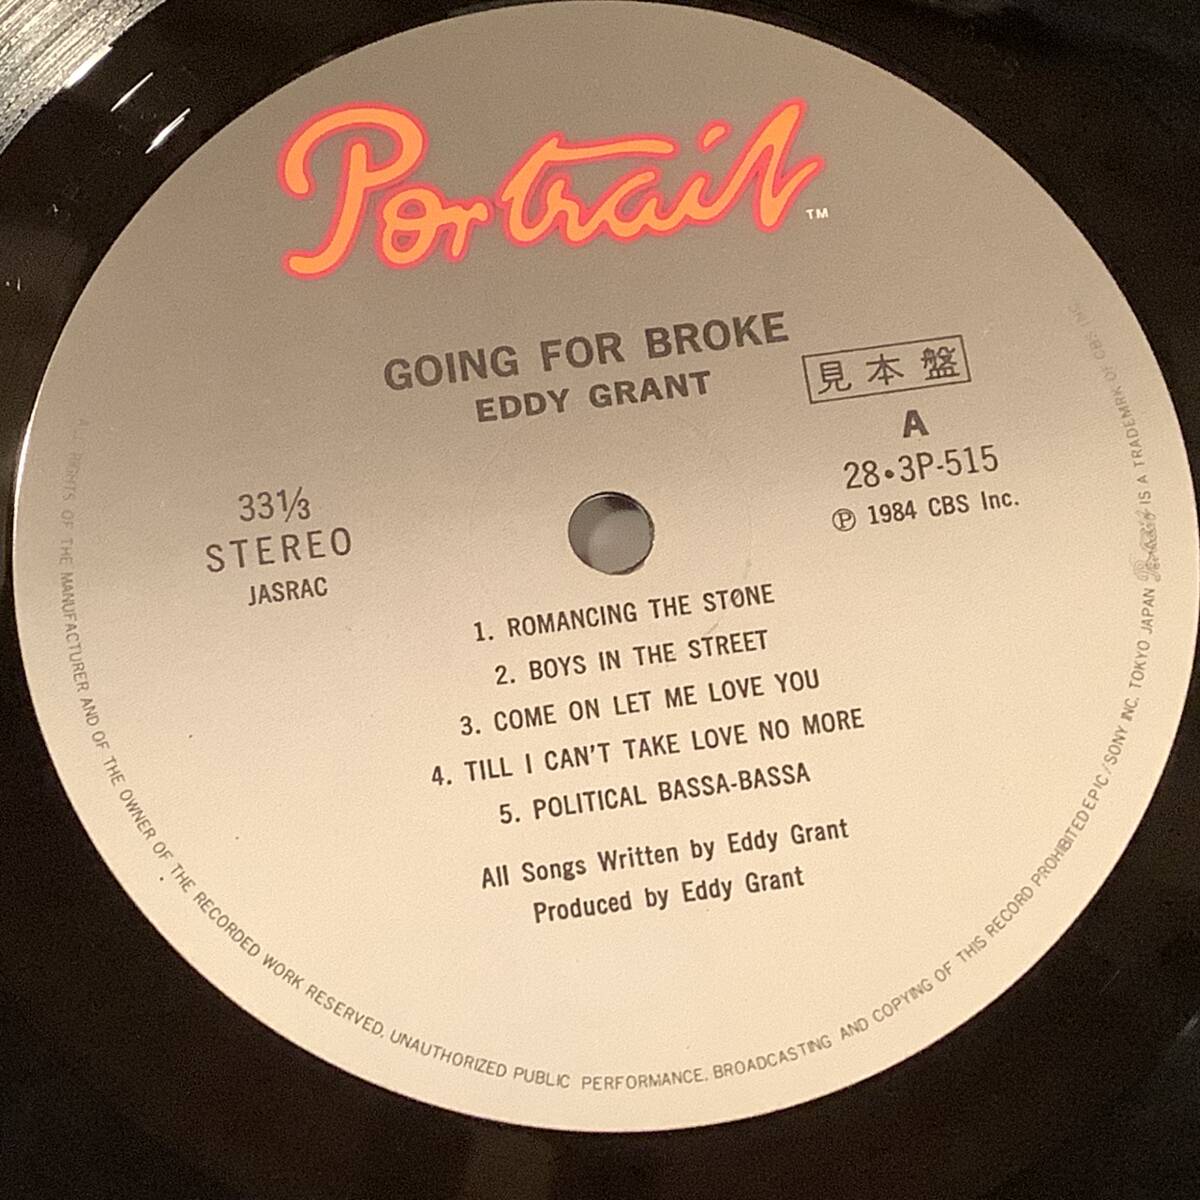 Portrait™
GOING FOR BROKE
EDDY GRANT
見本盤
A
28・3P-515
Ⓟ 1984 CBS Inc.
33⅓
STEREO
JASRAC
1. ROMANCING THE STØNE
2. BOYS IN THE STREET
3. COME ON LET ME LOVE YOU
4. TILL I CAN'T TAKE LOVE NO MORE
5. POLITICAL BASSA-BASSA
All Songs Written by Eddy Grant
Produced by Eddy Grant
ALL RIGHTS OF THE MANUFACTURER AND OF THE OWNER OF THE RECORDED WORK RESERVED. UNAUTHORIZED PUBLIC PERFORMANCE. BROADCASTING AND COPYING OF THIS RECORD PROHIBITED EPIC/SONY INC. TOKYO JAPAN Portrait IS A TRADEMRK OF CBS. INC.